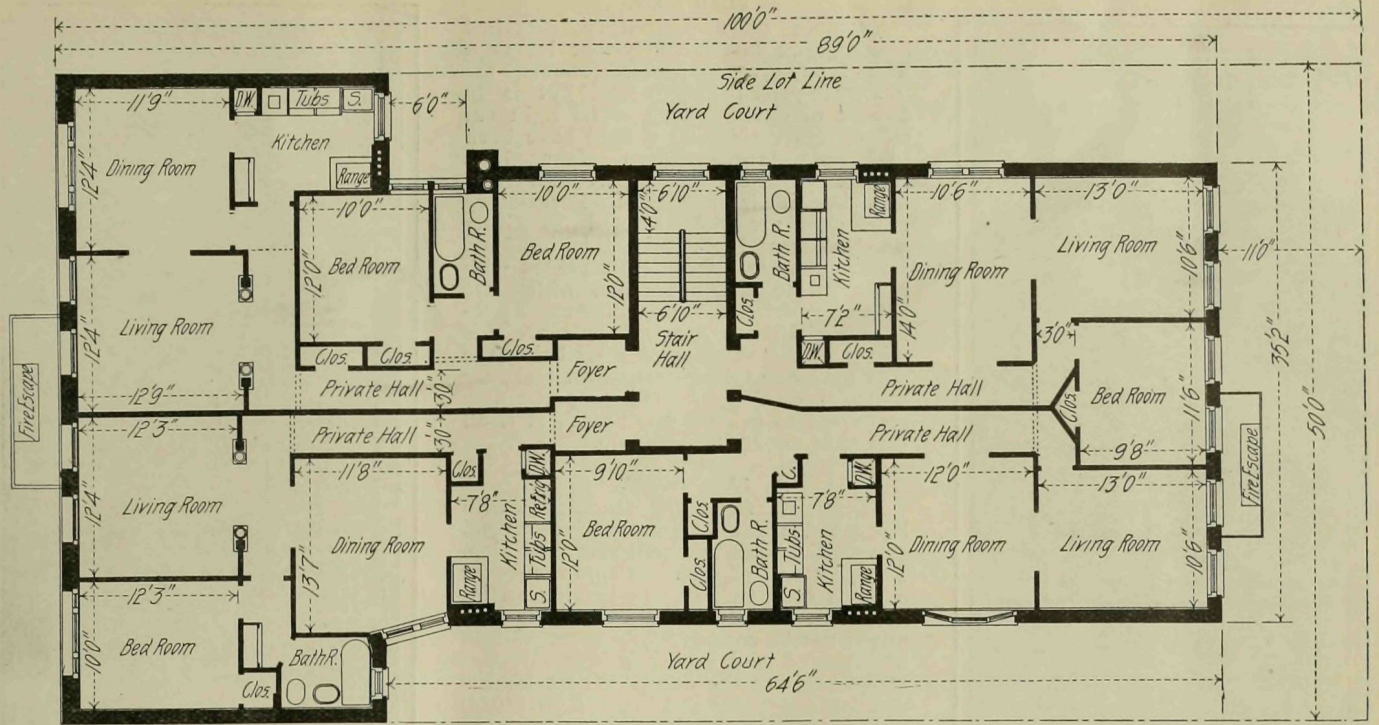 100'0"
89'0"
Side Lot Line
Yard Court
11'9"
D.W.
Tubs
S.
6'0"
Kitchen
Dining Room
12'4"
Range
10'0"
Bath R.
10'0"
4'0"
6'10"
Bath R.
Kitchen
Range
10'6"
13'0"
Bed Room
12'0"
Bed Room
12'0"
Dining Room
14'0"
Living Room
10'6"
11'0"
Living Room
12'4"
6'10"
Stair
Hall
Clos.
7'2"
3'0"
35'2"
50'0"
Clos.
Clos.
Clos.
Foyer
D.W.
Clos.
Private Hall
3'0"
Private Hall
Clos.
Bed Room
11'6"
12'9"
Fire Escape
12'3"
Private Hall
3'0"
Foyer
Private Hall
9'8"
Fire Escape
Living Room
12'4"
11'8"
Clos.
D.W.
9'10"
C.
D.W.
12'0"
13'0"
7'8"
Refrig.
7'8"
Dining Room
13'7"
Kitchen
Tubs
Bed Room
12'0"
Clos.
Bath R.
Tubs
Kitchen
Dining Room
12'0"
Living Room
10'6"
12'3"
Range
S.
Clos.
S.
Range
Bed Room
10'0"
Bath R.
Clos.
Yard Court
64'6"